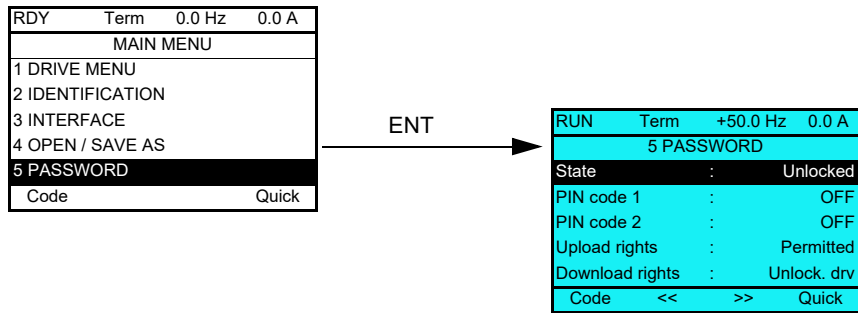 RDY Term 0.0 Hz 0.0 A
MAIN MENU
1 DRIVE MENU
2 IDENTIFICATION
3 INTERFACE
4 OPEN / SAVE AS
5 PASSWORD
Code Quick
ENT
RUN Term +50.0 Hz 0.0 A
5 PASSWORD
State : Unlocked
PIN code 1 : OFF
PIN code 2 : OFF
Upload rights : Permitted
Download rights : Unlock. drv
Code << >> Quick